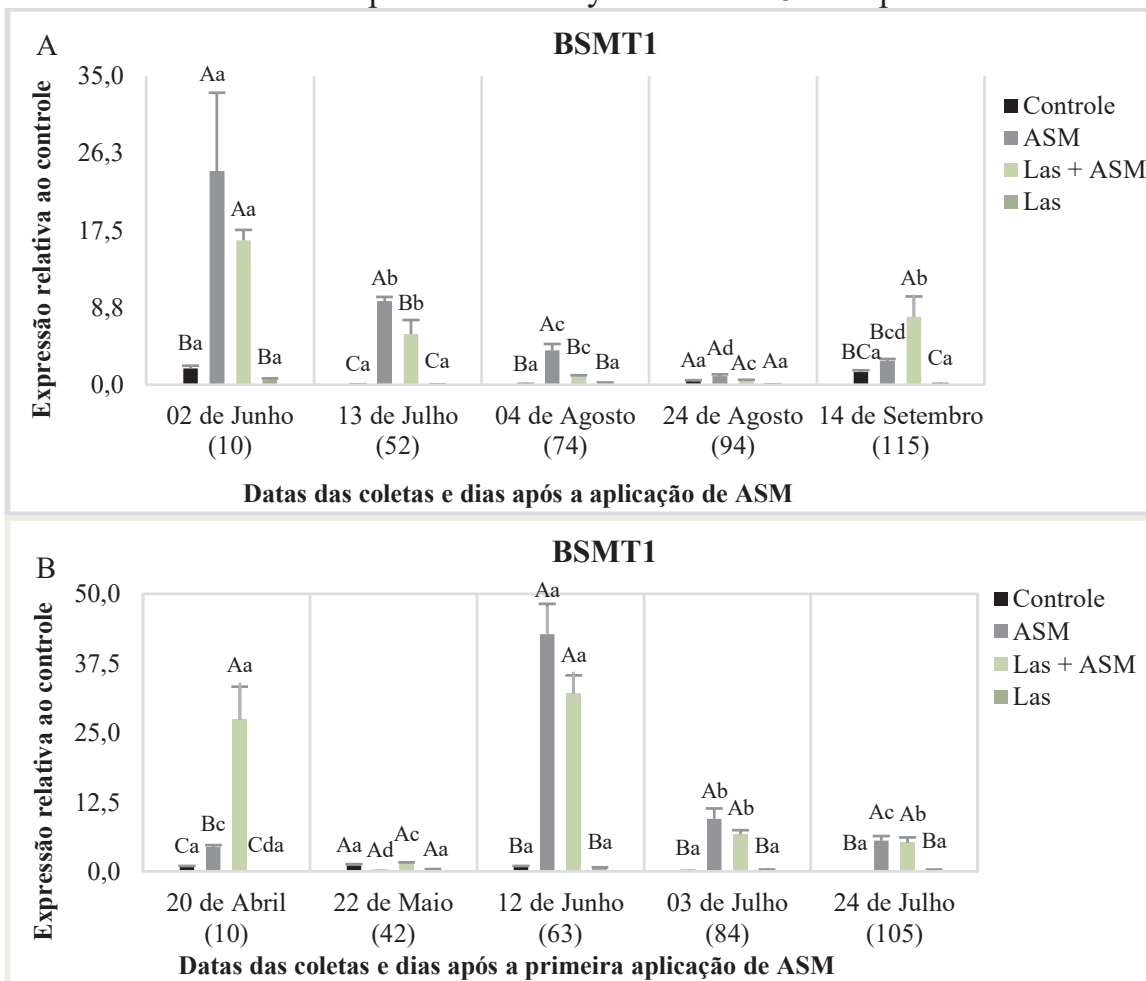 A
BSMT1
Expressão relativa ao controle
35,0
26,3
17,5
8,8
0,0
Ba Aa Aa Ba
Ca Ab Bb Ca
Ba Ac Bc Ba
Aa Ad Ac Aa
BCa Bcd Ab Ca
02 de Junho 13 de Julho 04 de Agosto 24 de Agosto 14 de Setembro
(10) (52) (74) (94) (115)
Datas das coletas e dias após a aplicação de ASM
Controle
ASM
Las + ASM
Las
B
BSMT1
Expressão relativa ao controle
50,0
37,5
25,0
12,5
0,0
Ca Bc Aa Cda
Aa Ad Ac Aa
Ba Aa Aa Ba
Ba Ab Ab Ba
Ba Ac Ab Ba
20 de Abril 22 de Maio 12 de Junho 03 de Julho 24 de Julho
(10) (42) (63) (84) (105)
Datas das coletas e dias após a primeira aplicação de ASM
Controle
ASM
Las + ASM
Las